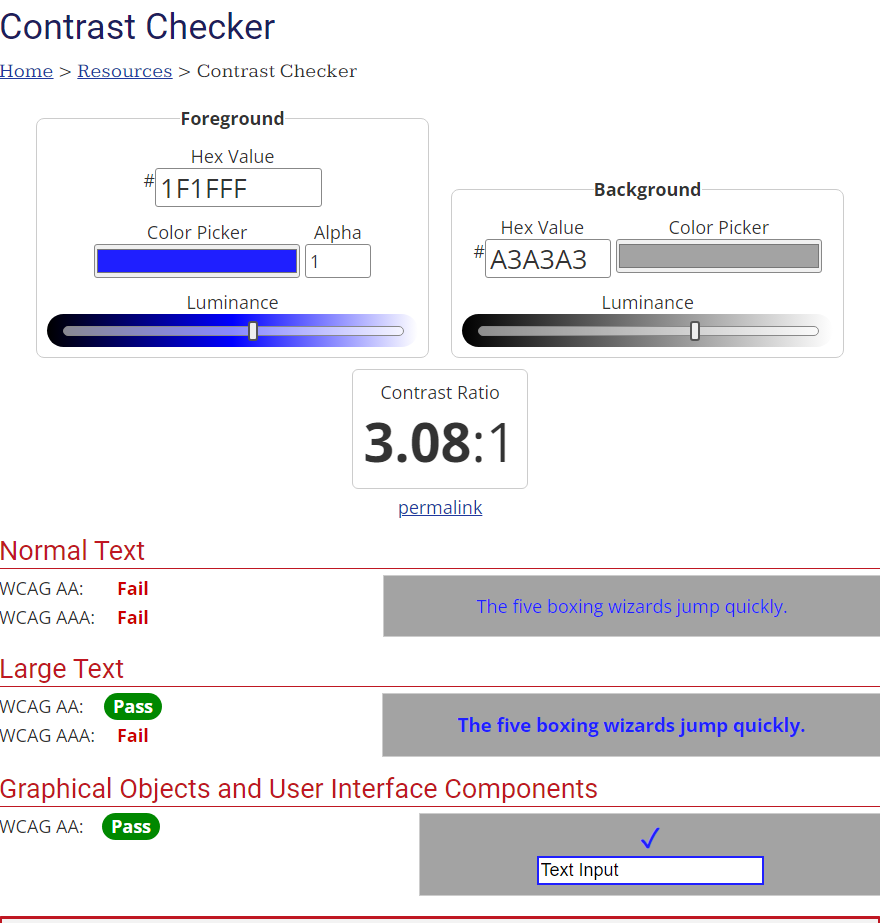 Contrast Checker
Home > Resources > Contrast Checker
Foreground
Hex Value
# 1F1FFF
Color Picker Alpha
1
Luminance
Background
Hex Value Color Picker
# A3A3A3
Luminance
Contrast Ratio
3.08:1
permalink
Normal Text
WCAG AA: Fail
WCAG AAA: Fail
The five boxing wizards jump quickly.
Large Text
WCAG AA: Pass
WCAG AAA: Fail
The five boxing wizards jump quickly.
Graphical Objects and User Interface Components
WCAG AA: Pass
✓
Text Input